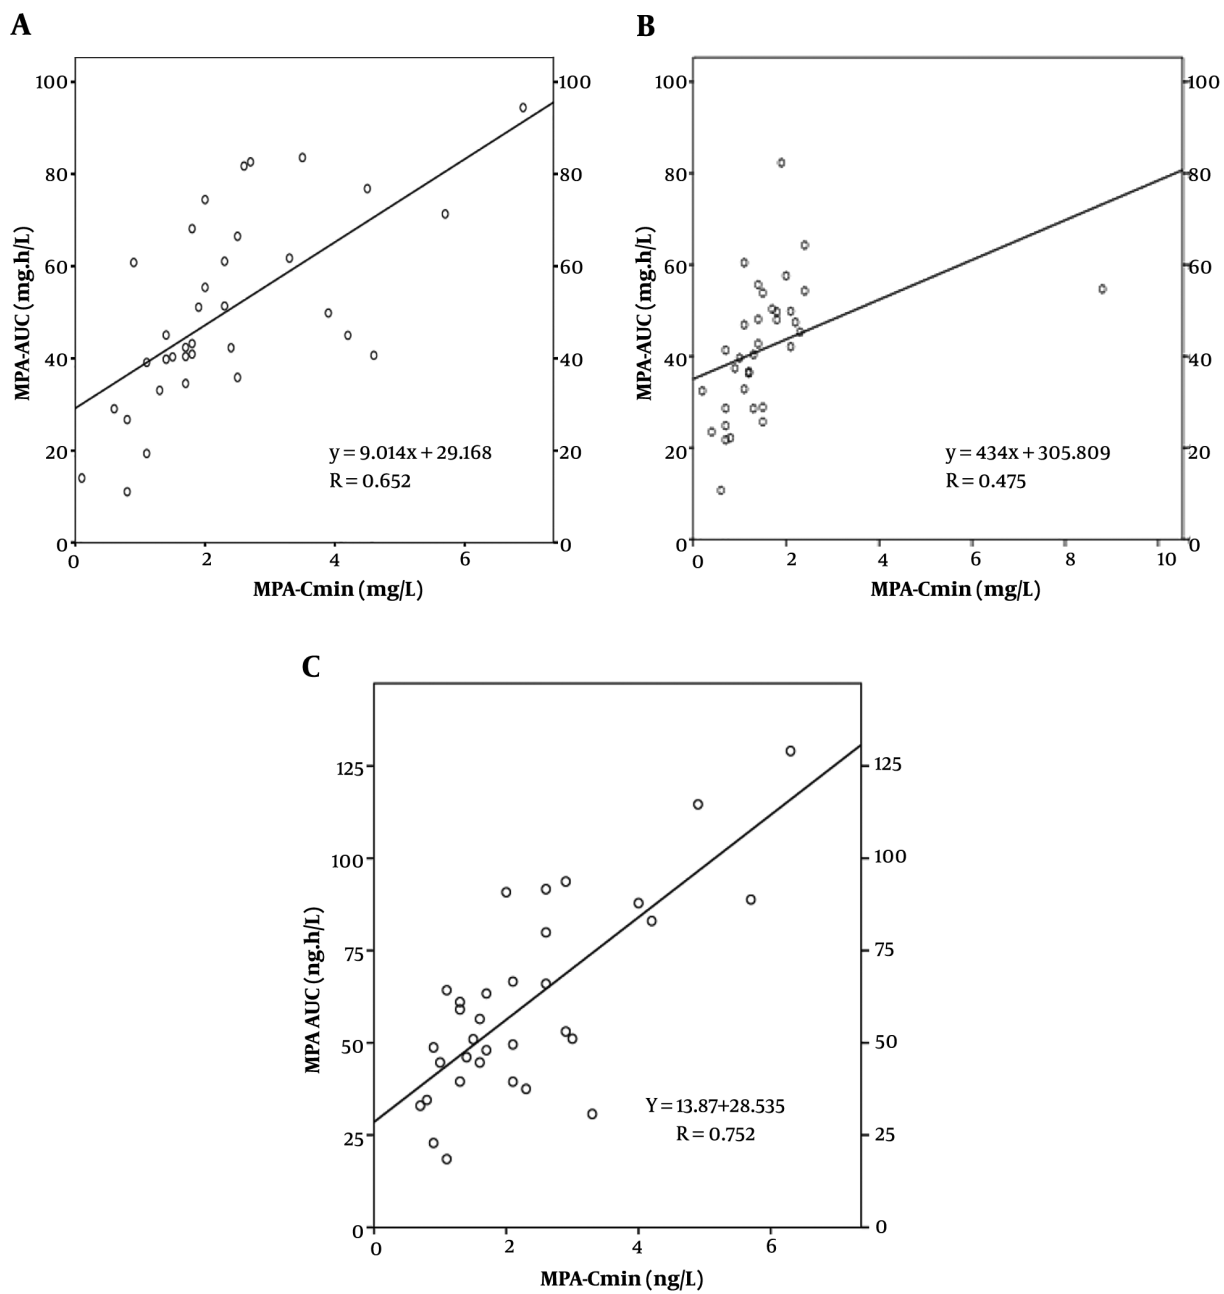 A
MPA-AUC (mg.h/L)
100
80
60
40
20
0
100
80
60
40
20
0
y = 9.014x + 29.168
R = 0.652
0 2 4 6
MPA-Cmin (mg/L)
B
MPA-AUC (mg.h/L)
100
80
60
40
20
0
100
80
60
40
20
0
y = 434x + 305.809
R = 0.475
0 2 4 6 8 10
MPA-Cmin (mg/L)
C
MPA AUC (ng.h/L)
125
100
75
50
25
0
125
100
75
50
25
0
Y = 13.87+28.535
R = 0.752
0 2 4 6
MPA-Cmin (ng/L)